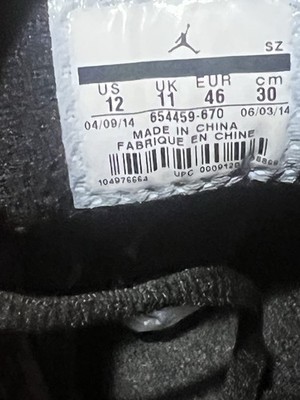 SZ
US UK EUR cm
12 11 46 30
04/09/14 654459-670 06/03/14
MADE IN CHINA
FABRIQUE EN CHINE
104976664 UPC 0009120